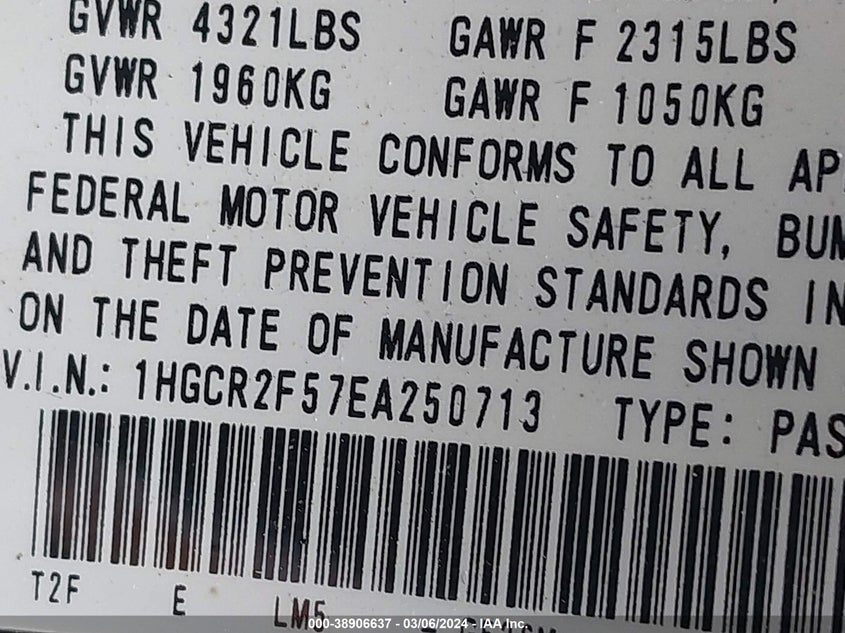 GVWR 4321LBS GAWR F 2315LBS
GVWR 1960KG GAWR F 1050KG
THIS VEHICLE CONFORMS TO ALL AP
FEDERAL MOTOR VEHICLE SAFETY, BUM
AND THEFT PREVENTION STANDARDS IN
ON THE DATE OF MANUFACTURE SHOWN
V.I.N.: 1HGCR2F57EA250713 TYPE: PAS
T2F E LM5
000-38906637 - 03/06/2024 - IAA Inc.